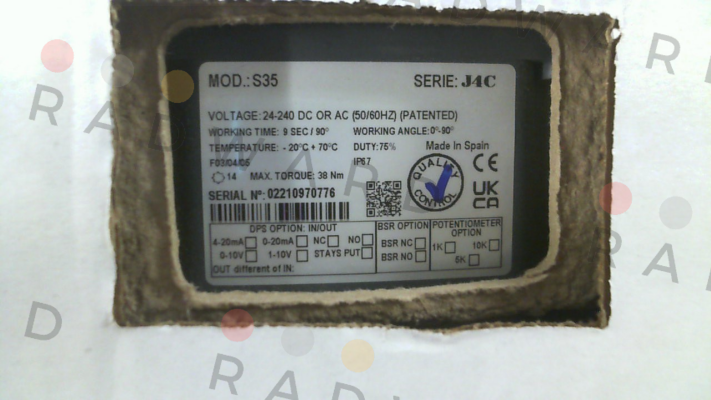 MOD.: S35 SERIE: J4C
VOLTAGE: 24-240 DC OR AC (50/60HZ) (PATENTED)
WORKING TIME: 9 SEC / 90° WORKING ANGLE: 0°-90°
TEMPERATURE: - 20°C + 70°C DUTY: 75% Made In Spain
F03/04/05 IP67
14 MAX. TORQUE: 38 Nm
QUALITY CONTROL
CE
UK CA
SERIAL Nº: 02210970776
DPS OPTION: IN/OUT BSR OPTION POTENTIOMETER OPTION
4-20mA 0-20mA NC NO BSR NC 1K 10K
0-10V 1-10V STAYS PUT BSR NO 5K
OUT different of IN: